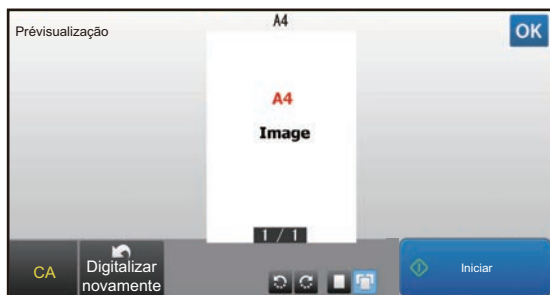 A4
Prévisualização
OK
A4
Image
1 / 1
CA
Digitalizar
novamente
Iniciar